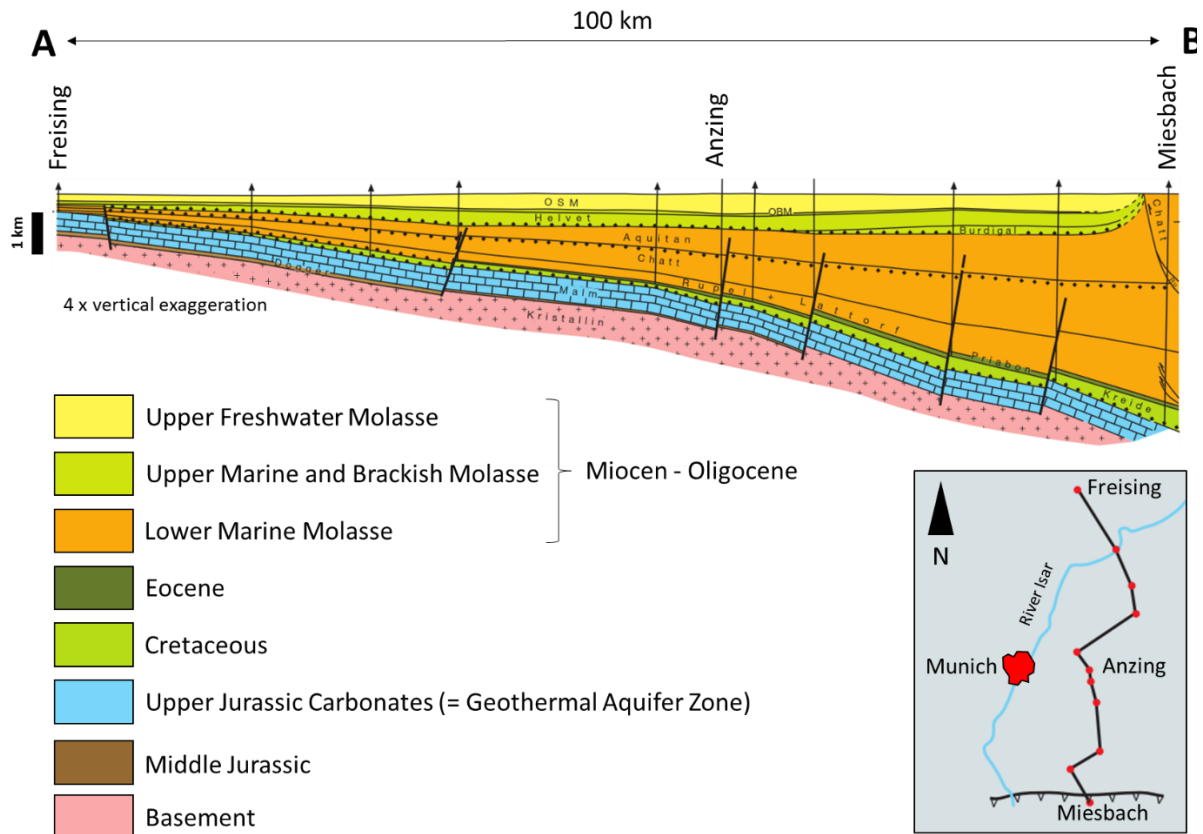 100 km
A
B
Freising
Anzing
Miesbach
1 km
OSM
OBM
Helvet
Burdigal
Chatt
Aquitan
Chatt
Rupel + Lattorf
Dogger
Malm
Kristallin
Priabon
Kreide
4 x vertical exaggeration
Upper Freshwater Molasse
Upper Marine and Brackish Molasse
Miocen - Oligocene
Lower Marine Molasse
Eocene
Cretaceous
Upper Jurassic Carbonates (= Geothermal Aquifer Zone)
Middle Jurassic
Basement
Freising
N
River Isar
Munich
Anzing
Miesbach